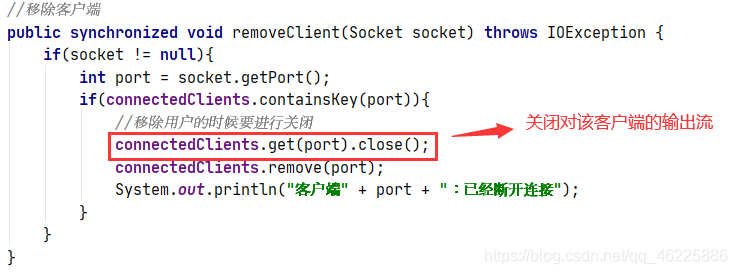 //移除客户端
public synchronized void removeClient(Socket socket) throws IOException {
if(socket != null){
int port = socket.getPort();
if(connectedClients.containsKey(port)){
//移除用户的时候要进行关闭
connectedClients.get(port).close();
关闭对该客户端的输出流
connectedClients.remove(port);
System.out.println("客户端" + port + "：已经断开连接");
}
}
}
https://blog.csdn.net/qq_46225886